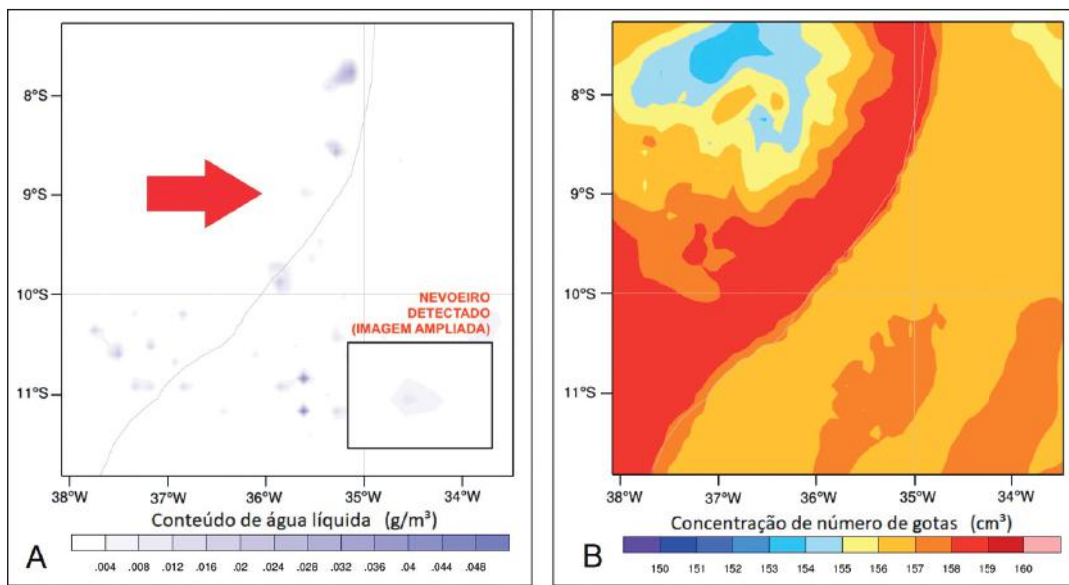 8°S
9°S
10°S
11°S
NEVOEIRO
DETECTADO
(IMAGEM AMPLIADA)
38°W 37°W 36°W 35°W 34°W
Conteúdo de água líquida (g/m³)
A
.004 .008 .012 .016 .02 .024 .028 .032 .036 .04 .044 .048
8°S
9°S
10°S
11°S
38°W 37°W 36°W 35°W 34°W
Concentração de número de gotas (cm³)
B
150 151 152 153 154 155 156 157 158 159 160